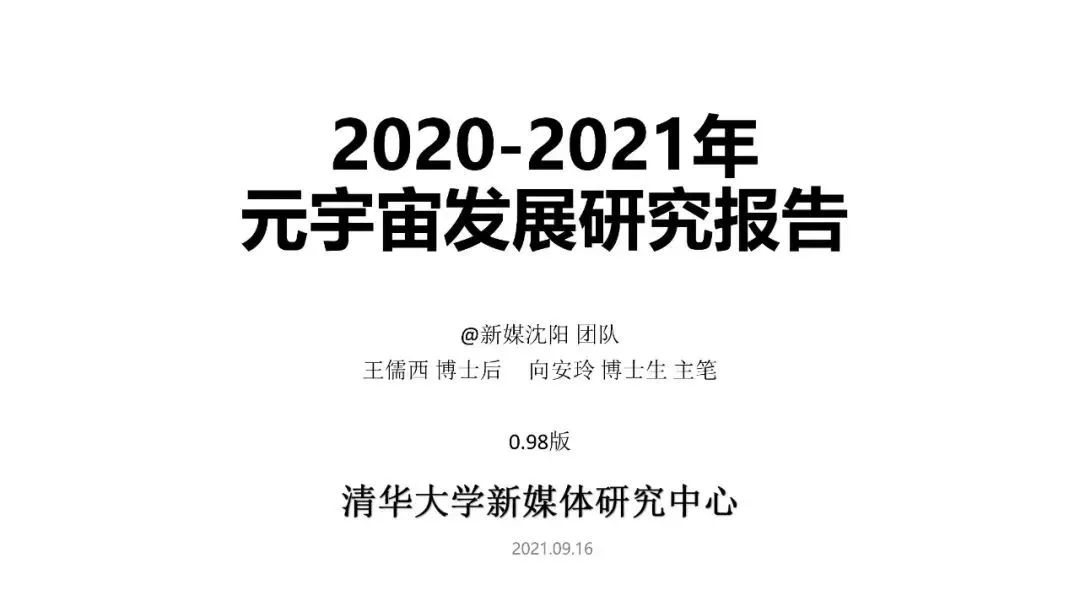 2020-2021年
元宇宙发展研究报告
@新媒沈阳 团队
王儒西 博士后 向安玲 博士生 主笔
0.98版
清华大学新媒体研究中心
2021.09.16